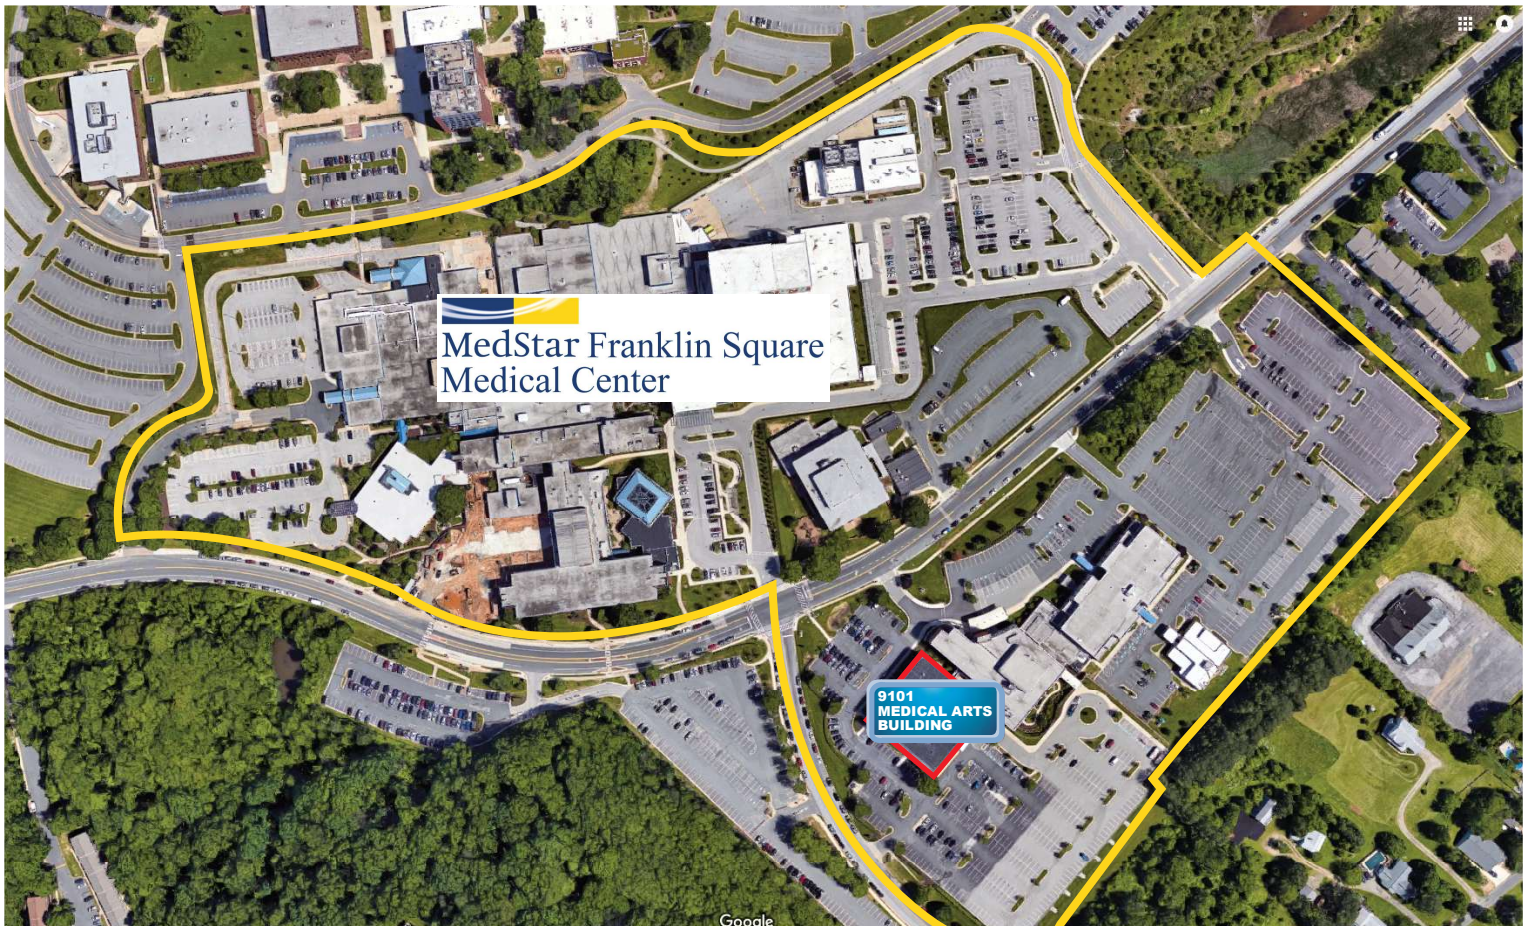 MedStar Franklin Square
Medical Center
9101
MEDICAL ARTS
BUILDING
Google